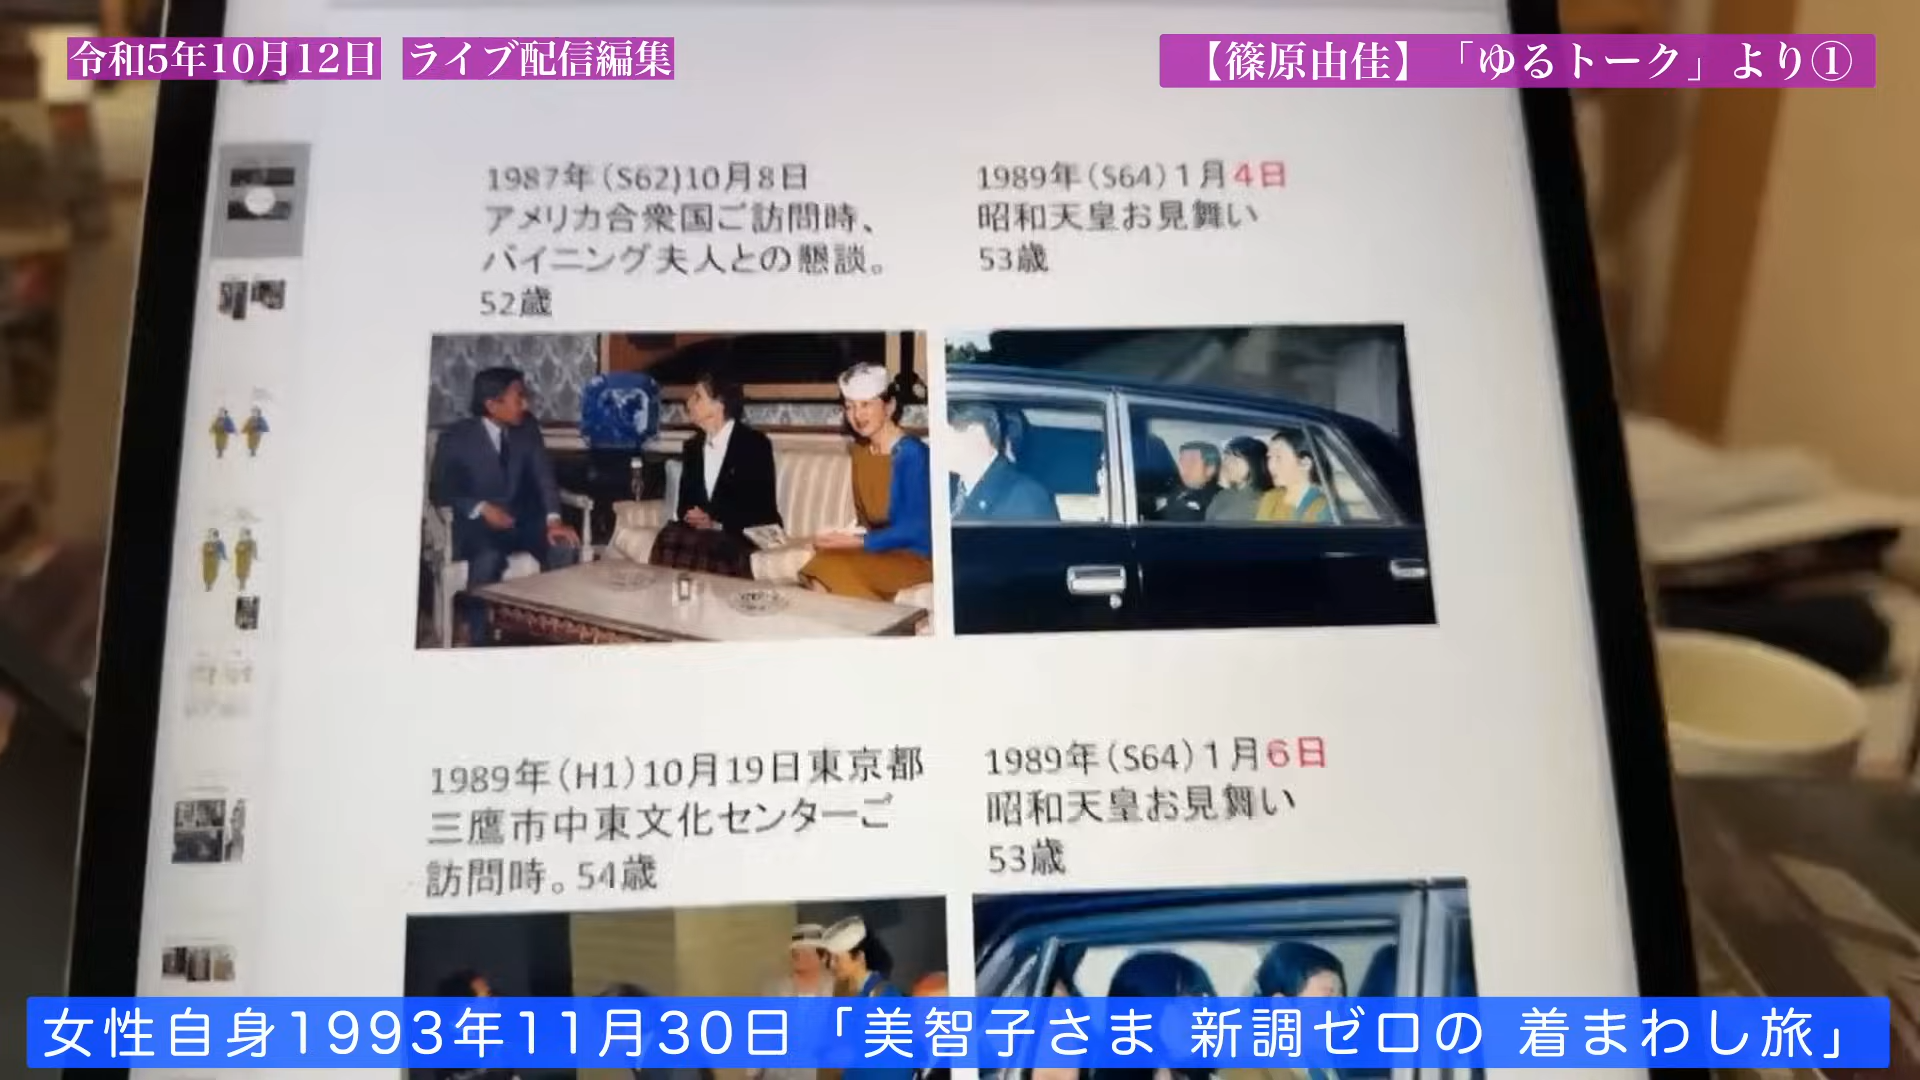 令和5年10月12日 ライブ配信編集
【篠原由佳】「ゆるトーク」より①
1987年(S62)10月8日
アメリカ合衆国ご訪問時、
バイニング夫人との懇談。
52歳
1989年(S64)1月4日
昭和天皇お見舞い
53歳
1989年(H1)10月19日東京都
三鷹市中東文化センターご
訪問時。54歳
1989年(S64)1月6日
昭和天皇お見舞い
53歳
女性自身1993年11月30日「美智子さま 新調ゼロの 着まわし旅」